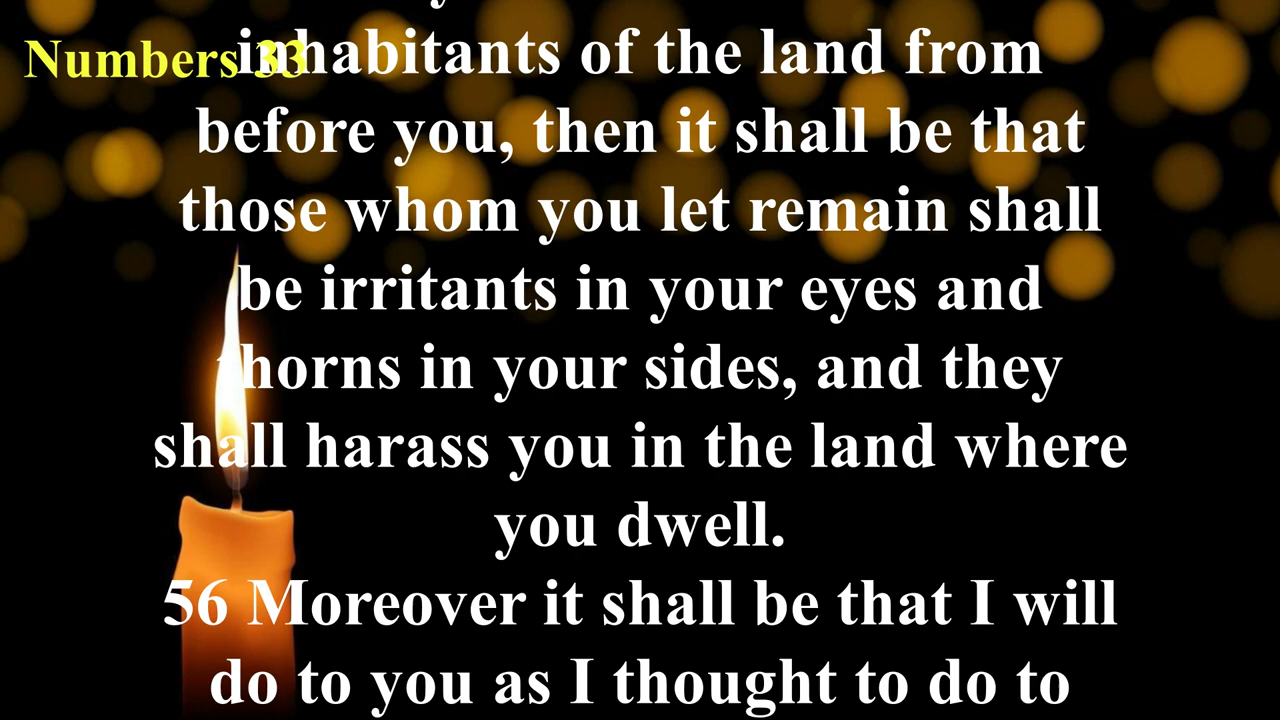 Numbers 33
inhabitants of the land from
before you, then it shall be that
those whom you let remain shall
be irritants in your eyes and
thorns in your sides, and they
shall harass you in the land where
you dwell.
56 Moreover it shall be that I will
do to you as I thought to do to